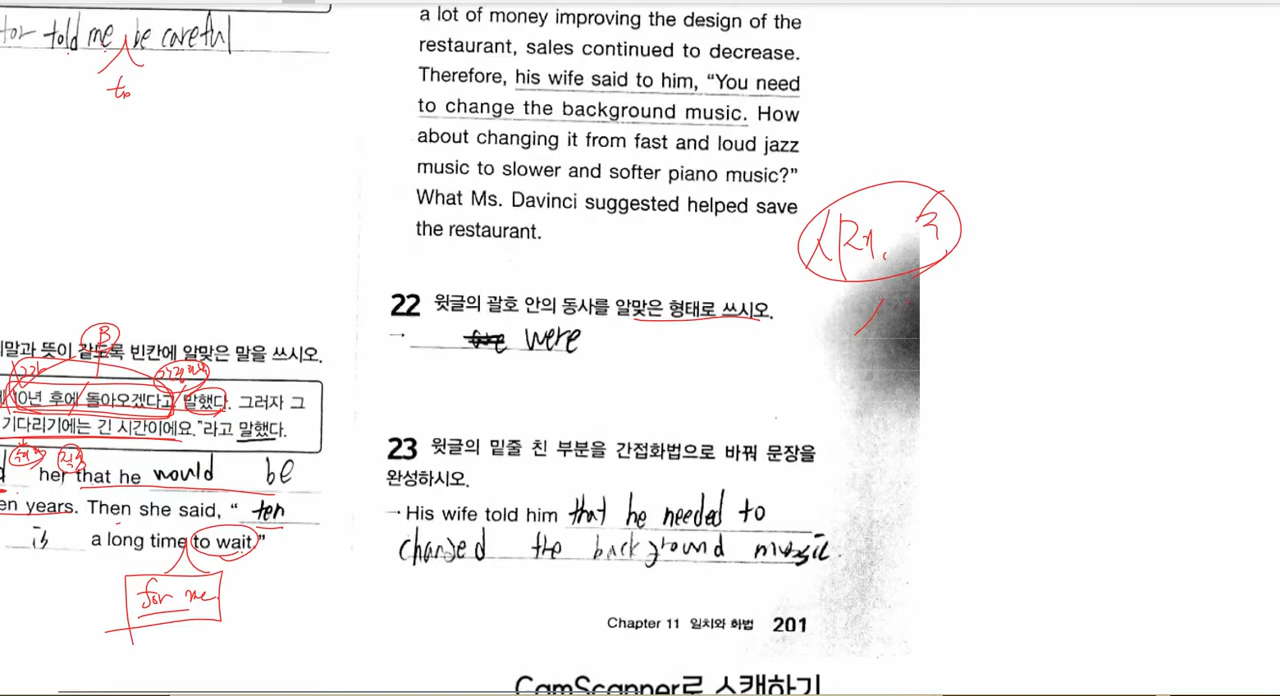 tor told me be careful
to
a lot of money improving the design of the
restaurant, sales continued to decrease.
Therefore, his wife said to him, “You need
to change the background music. How
about changing it from fast and loud jazz
music to slower and softer piano music?”
What Ms. Davinci suggested helped save
the restaurant.
22 윗글의 괄호 안의 동사를 알맞은 형태로 쓰시오.
→ were
B
말과 뜻이 같도록 빈칸에 알맞은 말을 쓰시오.
10년 후에 돌아오겠다고 말했다. 그러자 그
기다리기에는 긴 시간이에요.”라고 말했다.
her that he would be
en years. Then she said, “ ten
is a long time to wait”
for me
23 윗글의 밑줄 친 부분을 간접화법으로 바꿔 문장을
완성하시오.
→ His wife told him that he needed to
changed the background music.
Chapter 11 일치와 화법 201
CamScanner로 스캐하기